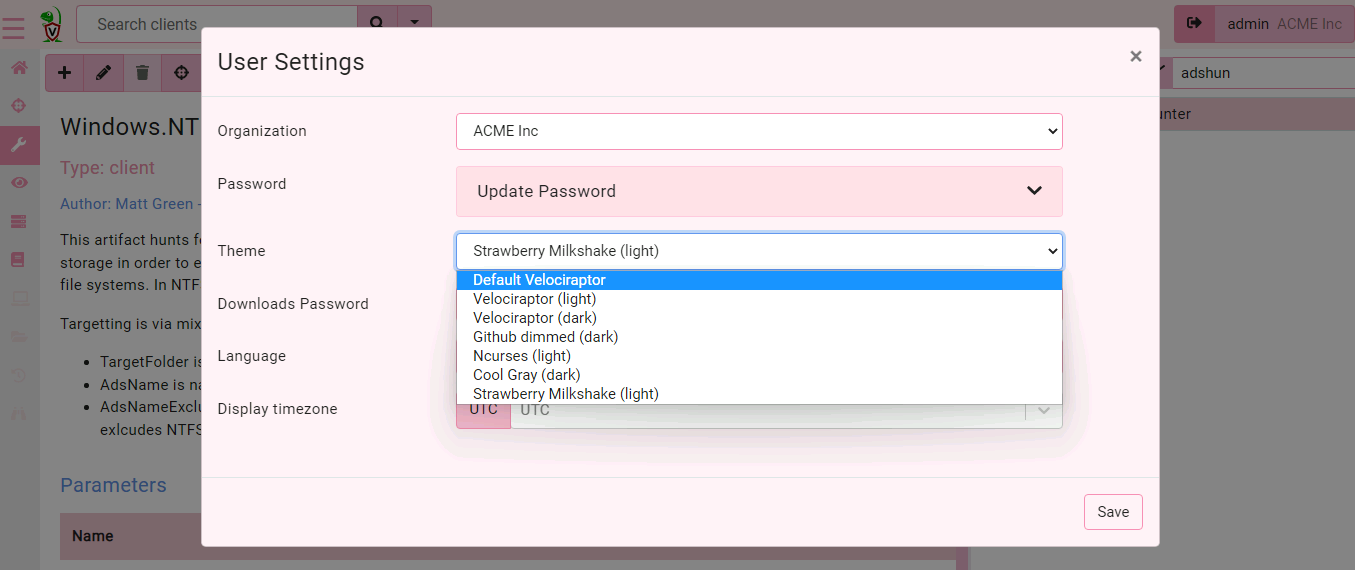 Search clients
admin ACME Inc
User Settings
×
adshun
unter
Windows.NT
Type: client
Author: Matt Green -
This artifact hunts f
storage in order to e
file systems. In NTF
Targetting is via mix
TargetFolder is
AdsName is na
AdsNameExclu
exlcudes NTFS
Parameters
Name
Organization
ACME Inc
Password
Update Password
Theme
Strawberry Milkshake (light)
Default Velociraptor
Velociraptor (light)
Velociraptor (dark)
Github dimmed (dark)
Ncurses (light)
Cool Gray (dark)
Strawberry Milkshake (light)
Downloads Password
Language
Display timezone
UTC
UTC
Save